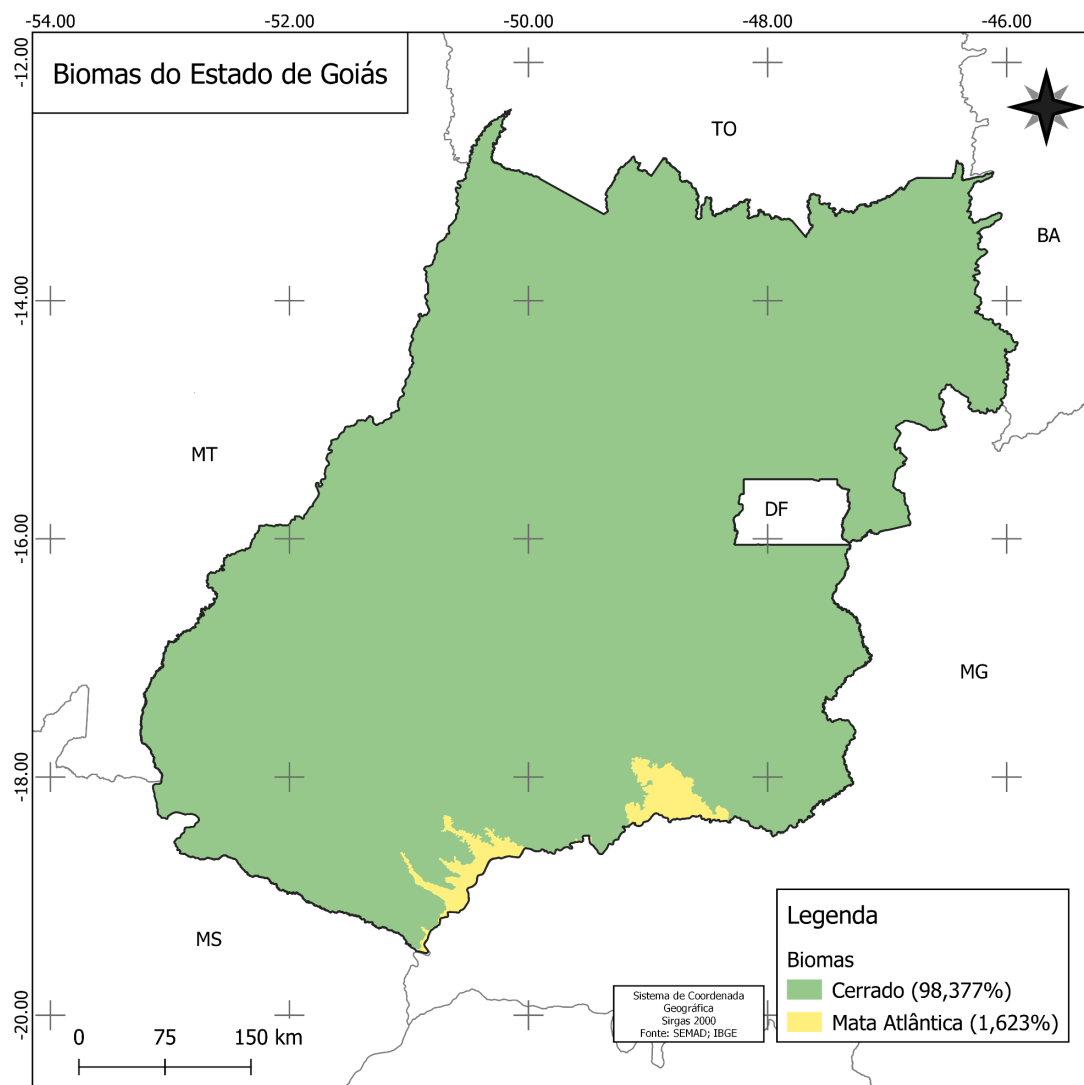 -54.00
-52.00
-50.00
-48.00
-46.00
-12.00
-14.00
-16.00
-18.00
-20.00
Biomas do Estado de Goiás
TO
BA
MT
DF
MG
MS
Legenda
Biomas
Cerrado (98,377%)
Mata Atlântica (1,623%)
Sistema de Coordenada
Geográfica
Sirgas 2000
Fonte: SEMAD; IBGE
0 75 150 km